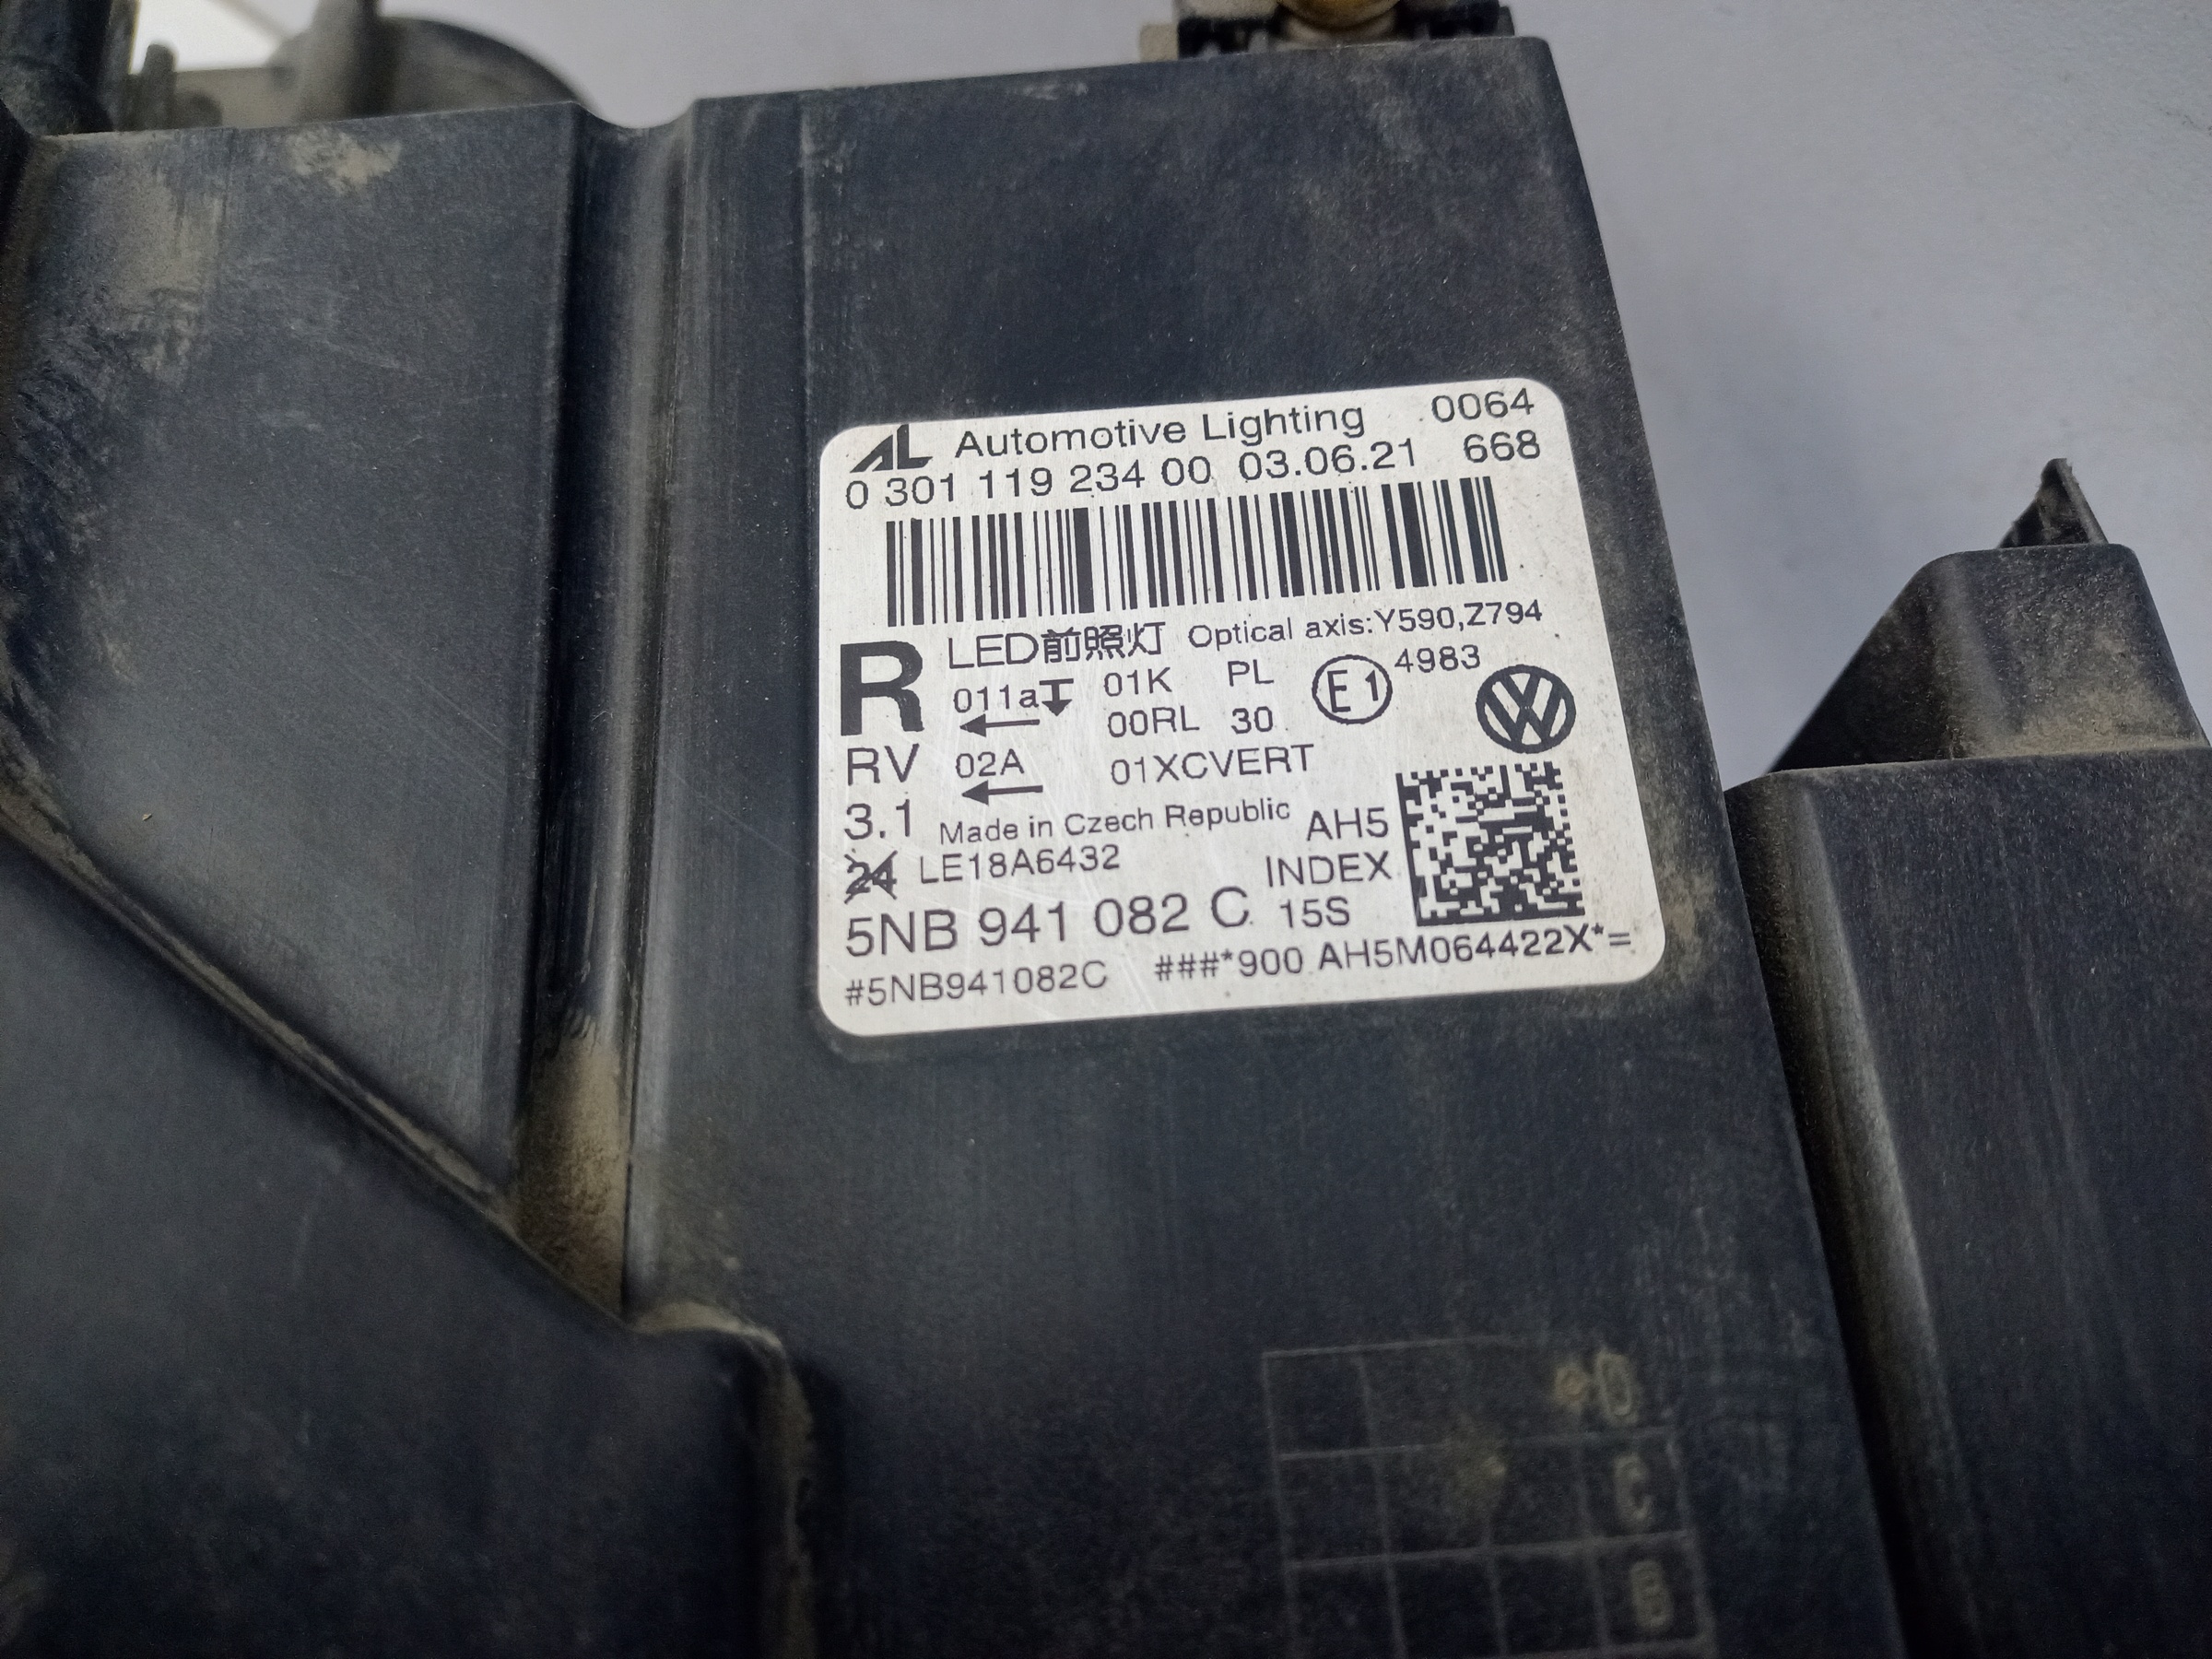 AL Automotive Lighting 0064
0 301 119 234 00 03.06.21 668
R LED前照灯 Optical axis:Y590,Z794
011a 01K PL E1 4983
00RL 30 VW
RV 02A 01XCVERT
3.1 Made in Czech Republic AH5
24 LE18A6432 INDEX
5NB 941 082 C 15S
#5NB941082C ###*900 AH5M064422X*=
D
C
B